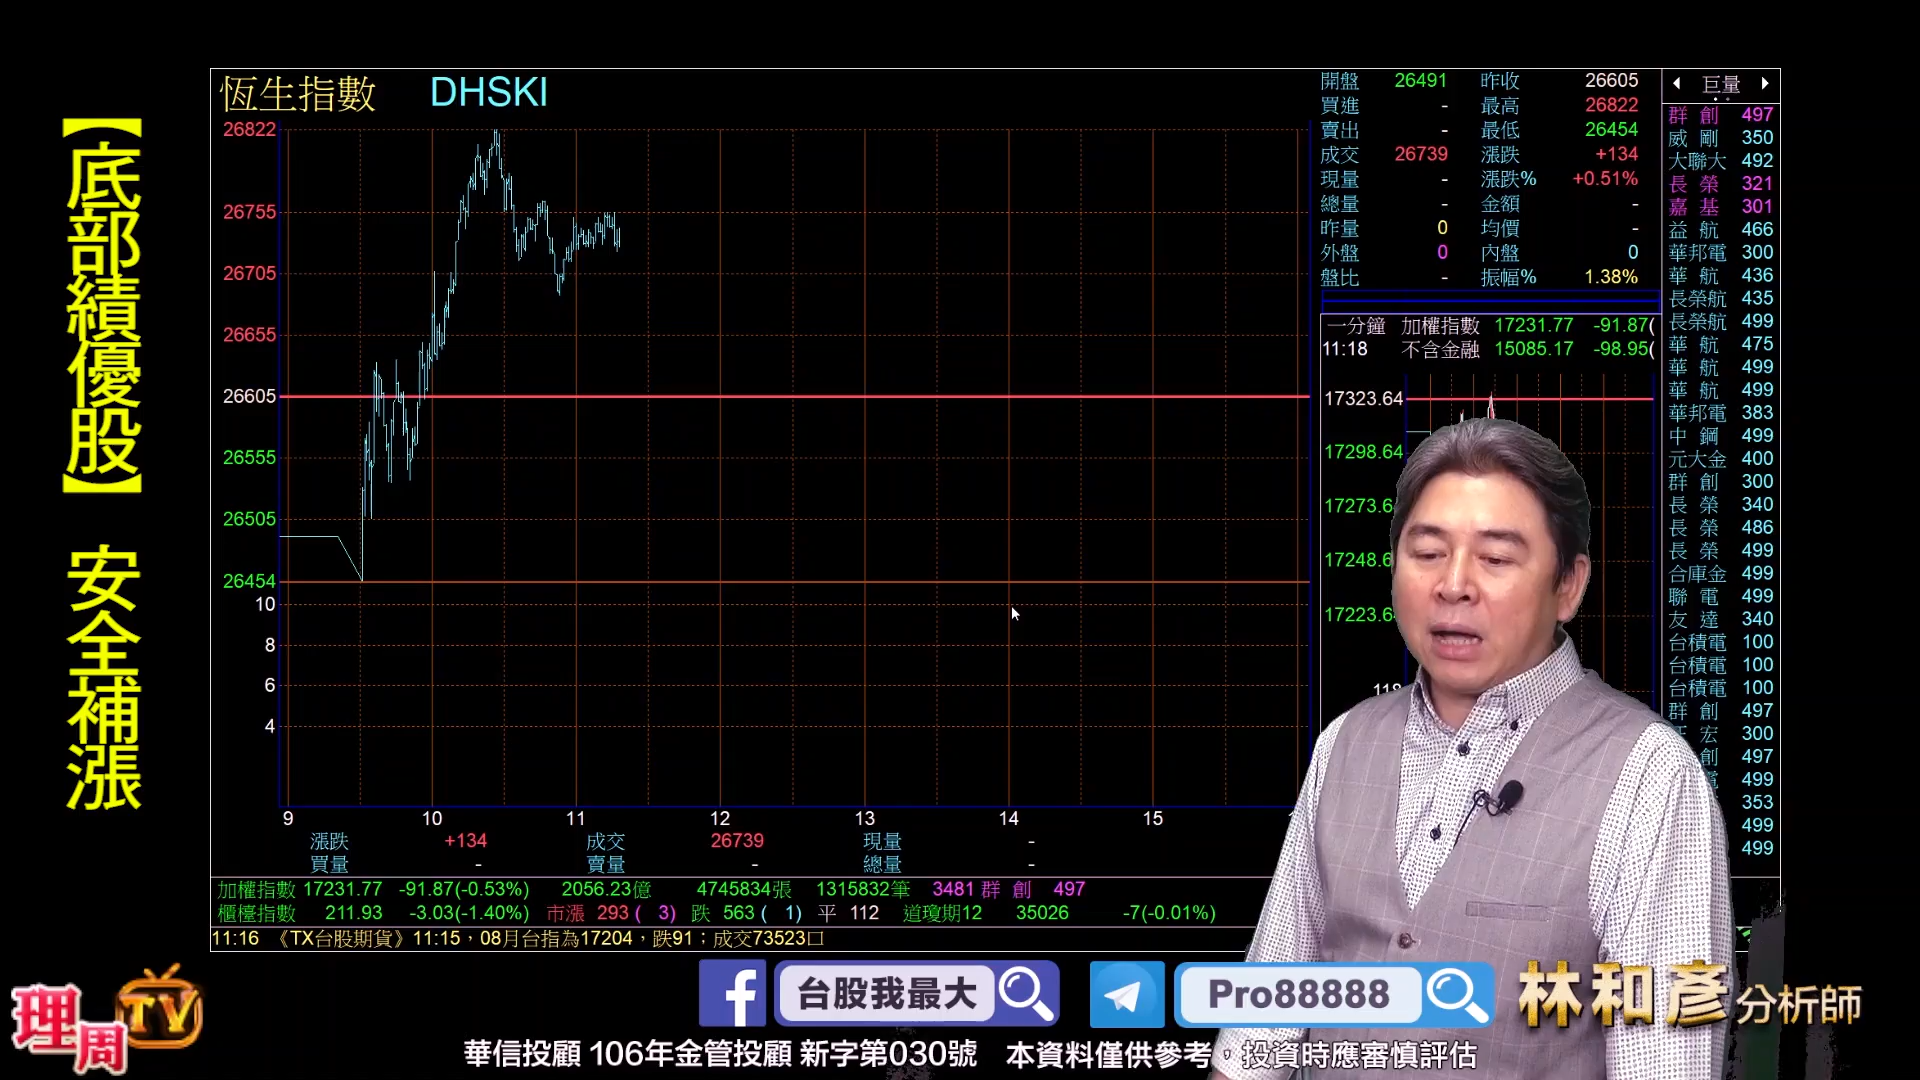 【底部績優股】 安全補漲
恆生指數 DHSKI
26822
26755
26705
26655
26605
26555
26505
26454
10
8
6
4
9 10 11 12 13 14 15
漲跌 +134 成交 26739 現量 -
買量 - 賣量 - 總量 -
開盤 26491 昨收 26605
買進 - 最高 26822
賣出 - 最低 26454
成交 26739 漲跌 +134
現量 - 漲跌% +0.51%
總量 - 金額 -
昨量 0 均價 -
外盤 0 內盤 0
盤比 - 振幅% 1.38%
一分鐘 加權指數 17231.77 -91.87(
11:18 不含金融 15085.17 -98.95(
17323.64
17298.64
17273.6
17248.6
17223.6
118
巨量
群創 497
威剛 350
大聯大 492
長榮 321
嘉基 301
益航 466
華邦電 300
華航 436
長榮航 435
長榮航 499
華航 475
華航 499
華航 499
華邦電 383
中鋼 499
元大金 400
群創 300
長榮 340
長榮 486
長榮 499
合庫金 499
聯電 499
友達 340
台積電 100
台積電 100
台積電 100
群創 497
宏 300
創 497
499
353
499
499
加權指數 17231.77 -91.87(-0.53%) 2056.23億 4745834張 1315832筆 3481 群創 497
櫃檯指數 211.93 -3.03(-1.40%) 市漲 293 ( 3) 跌 563 ( 1) 平 112 道瓊期12 35026 -7(-0.01%)
11:16 《TX台股期貨》11:15，08月台指為17204，跌91；成交73523口
理周TV
台股我最大
Pro88888
林和彥分析師
華信投顧 106年金管投顧 新字第030號 本資料僅供參考，投資時應審慎評估